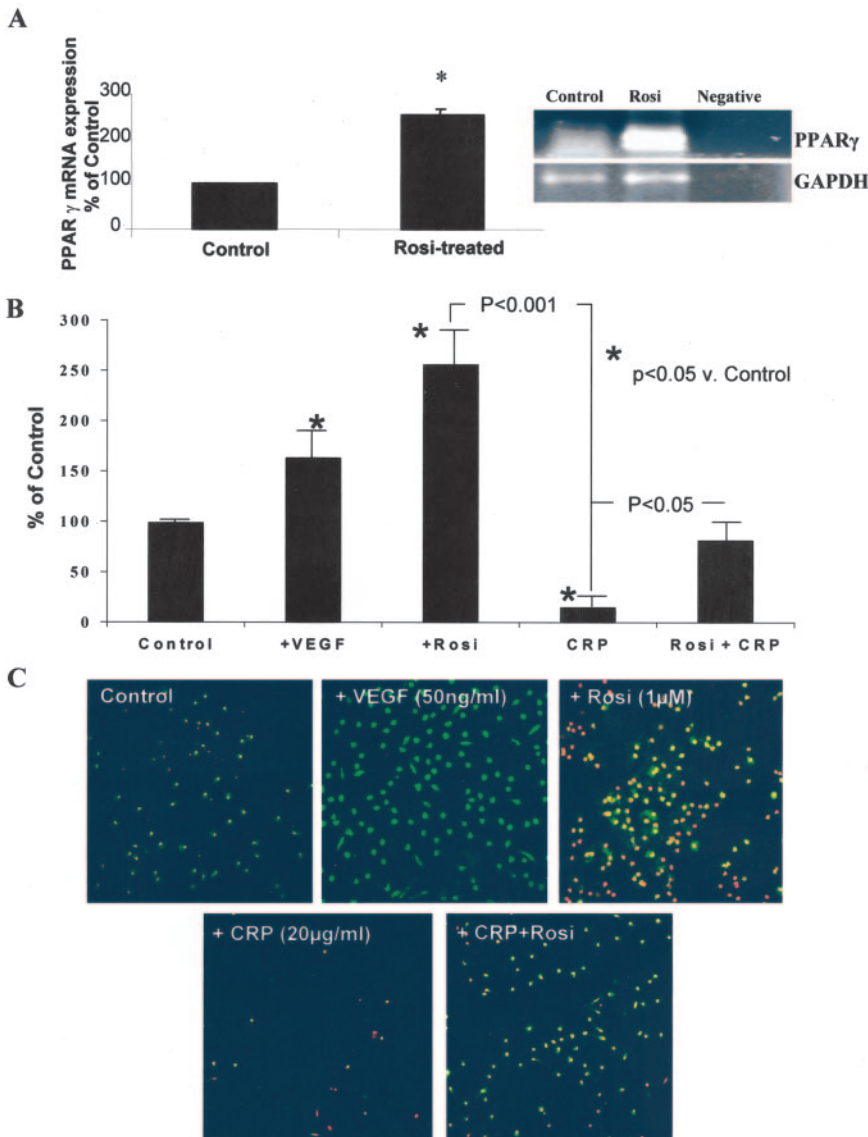 A
PPAR γ mRNA expression
% of Control
300
200
100
0
Control
Rosi-treated
*
Control Rosi Negative
PPARγ
GAPDH
B
% of Control
300
250
200
150
100
50
0
*
*
*
P<0.001
*
p<0.05 v. Control
P<0.05
Control +VEGF +Rosi CRP Rosi + CRP
C
Control
+ VEGF (50ng/ml)
+ Rosi (1µM)
+ CRP (20µg/ml)
+ CRP+Rosi